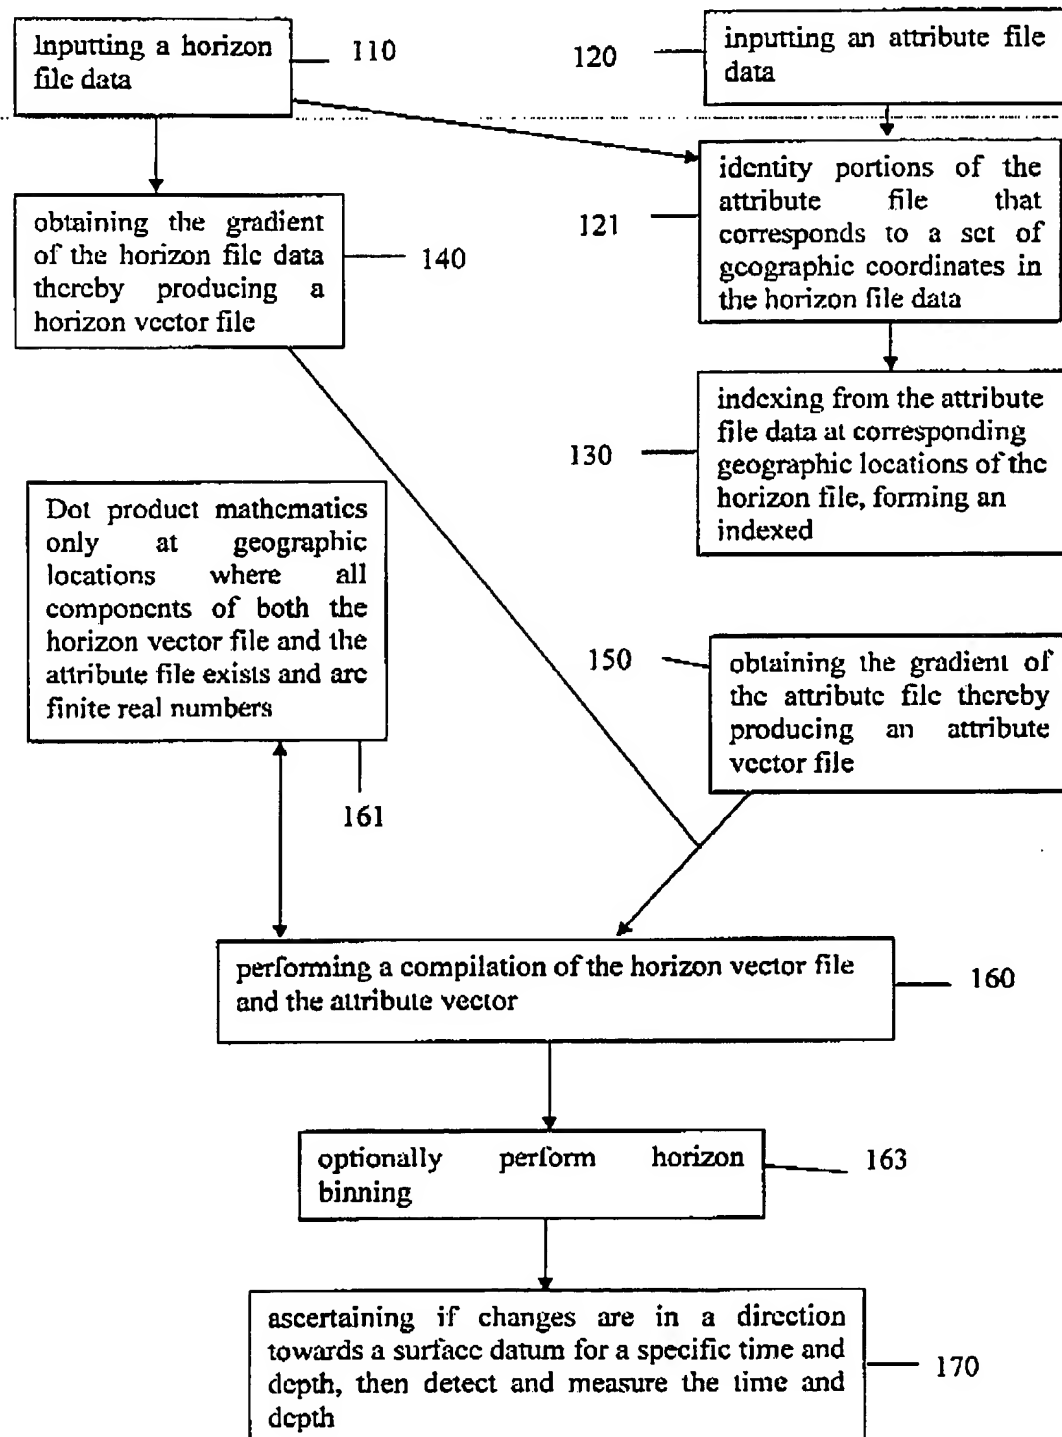 Inputting a horizon
file data
110
120
inputting an attribute file
data
identity portions of the
attribute file that
corresponds to a set of
geographic coordinates in
the horizon file data
121
obtaining the gradient
of the horizon file data
thereby producing a
horizon vector file
140
indexing from the attribute
file data at corresponding
geographic locations of the
horizon file, forming an
indexed
130
Dot product mathematics
only at geographic
locations where all
components of both the
horizon vector file and the
attribute file exists and are
finite real numbers
161
150
obtaining the gradient of
the attribute file thereby
producing an attribute
vector file
performing a compilation of the horizon vector file
and the attribute vector
160
optionally perform horizon
binning
163
ascertaining if changes are in a direction
towards a surface datum for a specific time and
depth, then detect and measure the time and
depth
170